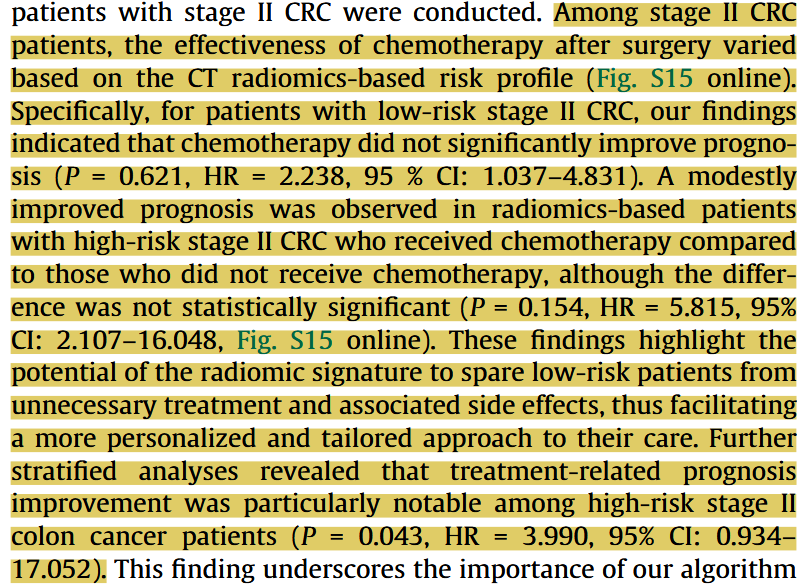 patients with stage II CRC were conducted. Among stage II CRC
patients, the effectiveness of chemotherapy after surgery varied
based on the CT radiomics-based risk profile (Fig. S15 online).
Specifically, for patients with low-risk stage II CRC, our findings
indicated that chemotherapy did not significantly improve progno-
sis (P = 0.621, HR = 2.238, 95 % CI: 1.037–4.831). A modestly
improved prognosis was observed in radiomics-based patients
with high-risk stage II CRC who received chemotherapy compared
to those who did not receive chemotherapy, although the differ-
ence was not statistically significant (P = 0.154, HR = 5.815, 95%
CI: 2.107–16.048, Fig. S15 online). These findings highlight the
potential of the radiomic signature to spare low-risk patients from
unnecessary treatment and associated side effects, thus facilitating
a more personalized and tailored approach to their care. Further
stratified analyses revealed that treatment-related prognosis
improvement was particularly notable among high-risk stage II
colon cancer patients (P = 0.043, HR = 3.990, 95% CI: 0.934–
17.052). This finding underscores the importance of our algorithm